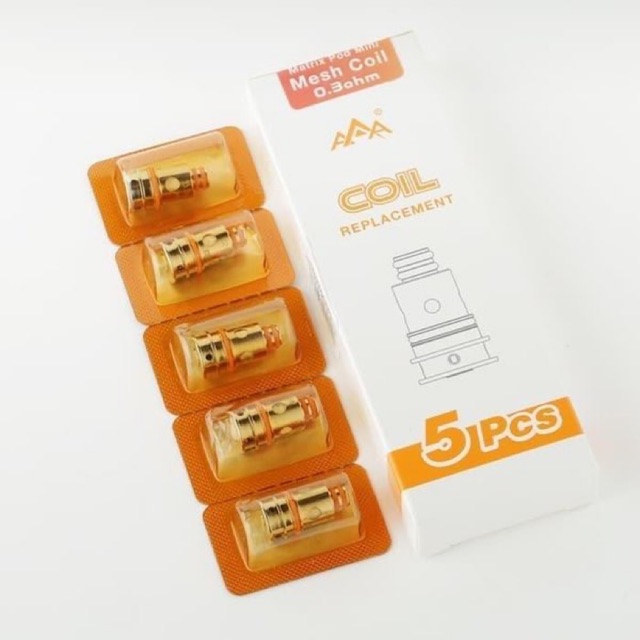 Matrix Pod Mini
Mesh Coil
0.3ohm
AAA
COIL
REPLACEMENT
5 PCS